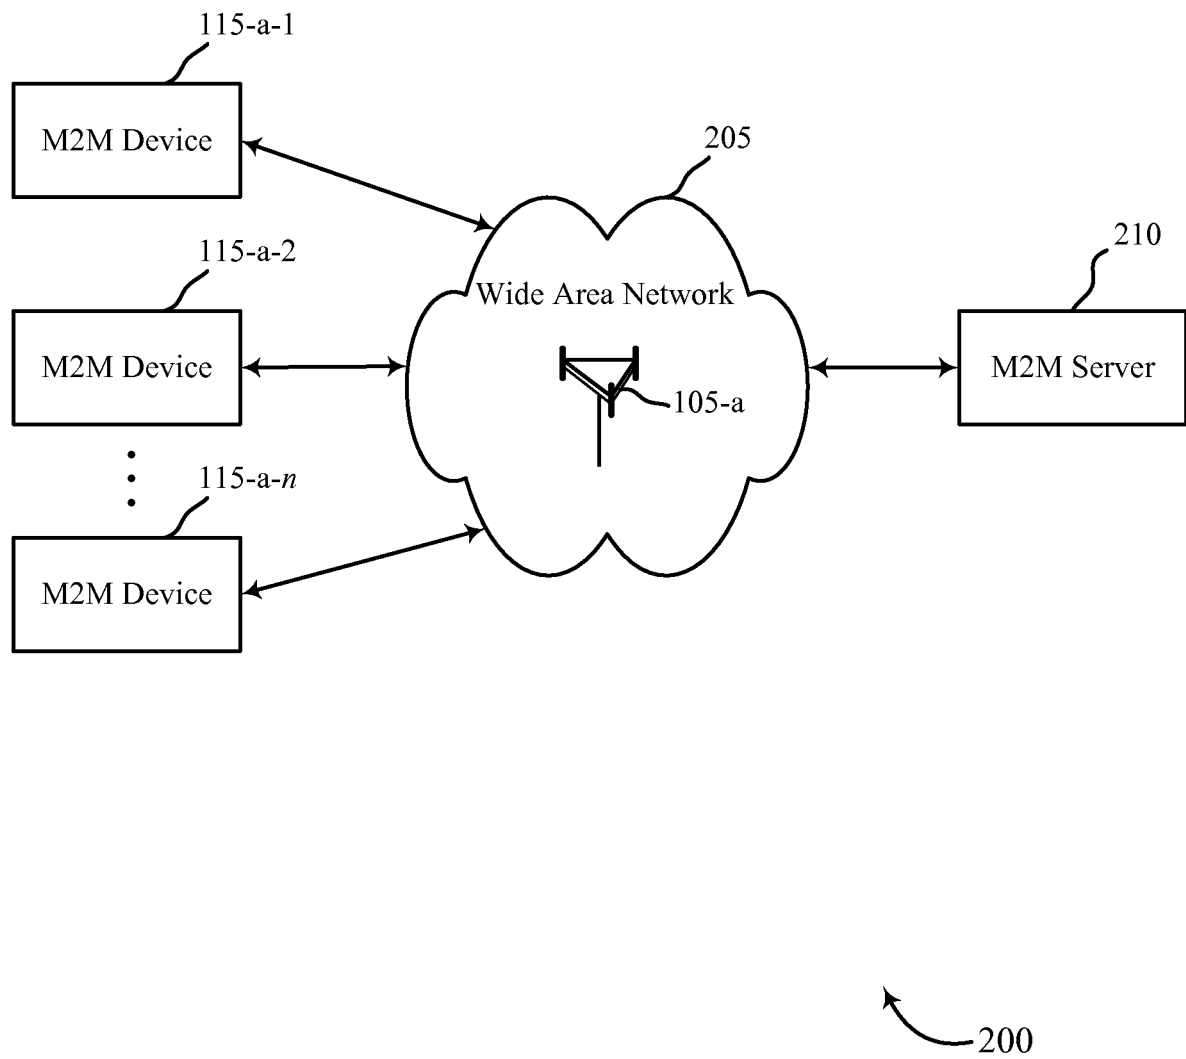 115-a-1
M2M Device
205
115-a-2
210
Wide Area Network
M2M Device
M2M Server
105-a
115-a-n
M2M Device
200